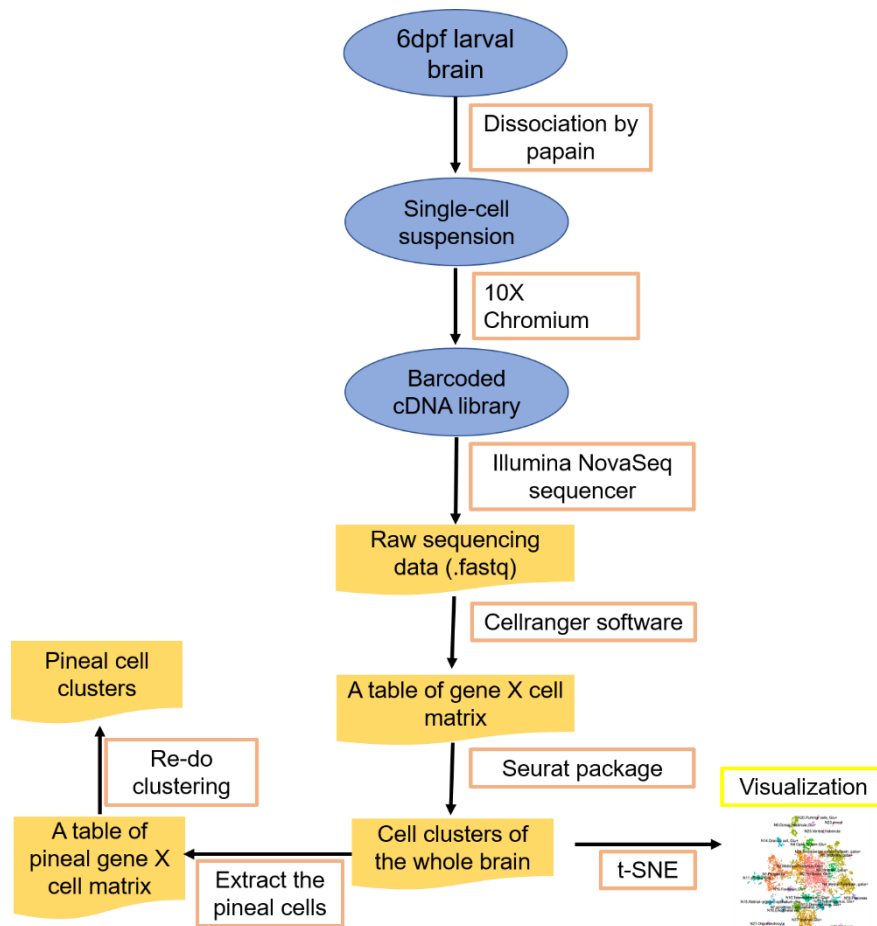 6dpf larval
brain
Dissociation by
papain
Single-cell
suspension
10X
Chromium
Barcoded
cDNA library
Illumina NovaSeq
sequencer
Raw sequencing
data (.fastq)
Cellranger software
Pineal cell
clusters
A table of gene X cell
matrix
Re-do
clustering
Seurat package
Visualization
A table of
pineal gene X
cell matrix
Extract the
pineal cells
Cell clusters of
the whole brain
t-SNE